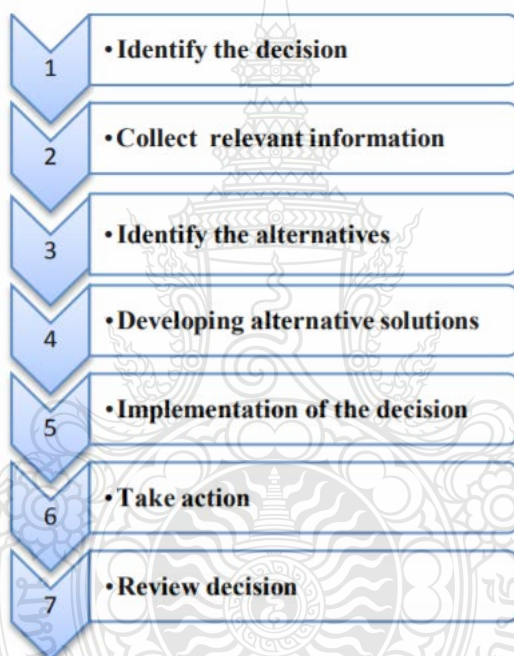 1
•Identify the decision
2
•Collect relevant information
3
•Identify the alternatives
4
•Developing alternative solutions
5
•Implementation of the decision
6
•Take action
7
•Review decision